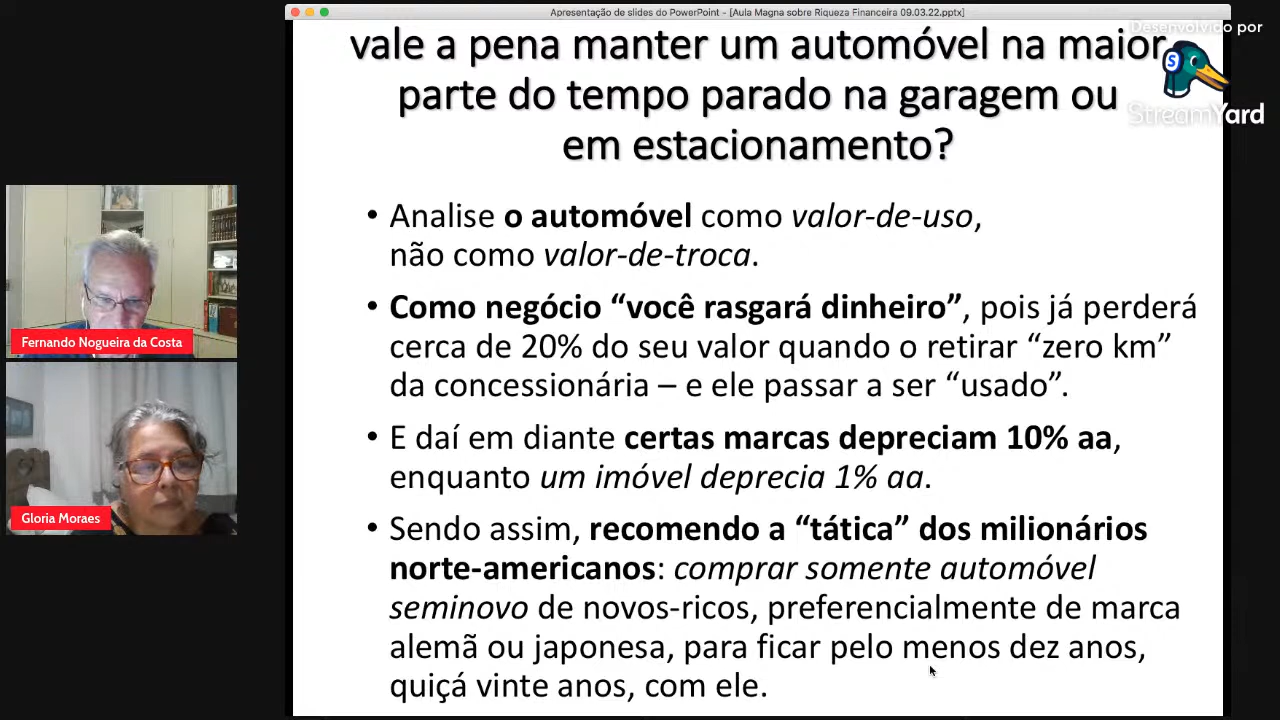 Apresentação de slides do PowerPoint - [Aula Magna sobre Riqueza Financeira 09.03.22.pptx]
Desenvolvido por
StreamYard
vale a pena manter um automóvel na maior
parte do tempo parado na garagem ou
em estacionamento?
• Analise o automóvel como valor-de-uso,
não como valor-de-troca.
• Como negócio “você rasgará dinheiro”, pois já perderá
cerca de 20% do seu valor quando o retirar “zero km”
da concessionária – e ele passar a ser “usado”.
• E daí em diante certas marcas depreciam 10% aa,
enquanto um imóvel deprecia 1% aa.
• Sendo assim, recomendo a “tática” dos milionários
norte-americanos: comprar somente automóvel
seminovo de novos-ricos, preferencialmente de marca
alemã ou japonesa, para ficar pelo menos dez anos,
quiçá vinte anos, com ele.
Fernando Nogueira da Costa
Gloria Moraes